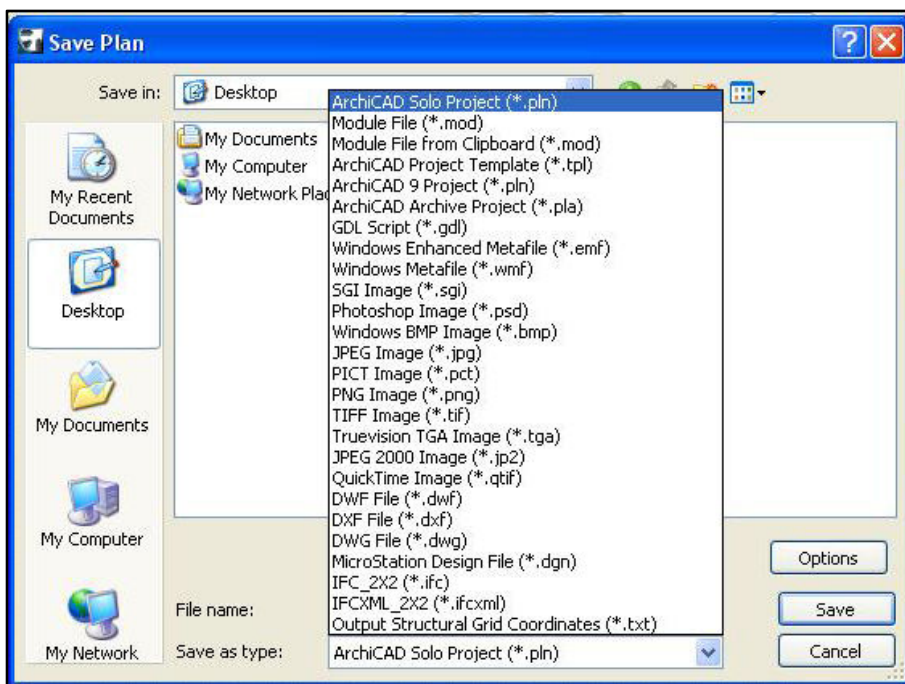 Save Plan
Save in:
Desktop
My Recent
Documents
Desktop
My Documents
My Computer
My Network
My Documents
My Computer
My Network Plac
ArchiCAD Solo Project (*.pln)
Module File (*.mod)
Module File from Clipboard (*.mod)
ArchiCAD Project Template (*.tpl)
ArchiCAD 9 Project (*.pln)
ArchiCAD Archive Project (*.pla)
GDL Script (*.gdl)
Windows Enhanced Metafile (*.emf)
Windows Metafile (*.wmf)
SGI Image (*.sgi)
Photoshop Image (*.psd)
Windows BMP Image (*.bmp)
JPEG Image (*.jpg)
PICT Image (*.pct)
PNG Image (*.png)
TIFF Image (*.tif)
Truevision TGA Image (*.tga)
JPEG 2000 Image (*.jp2)
QuickTime Image (*.qtif)
DWF File (*.dwf)
DXF File (*.dxf)
DWG File (*.dwg)
MicroStation Design File (*.dgn)
IFC_2X2 (*.ifc)
IFCXML_2X2 (*.ifcxml)
Output Structural Grid Coordinates (*.txt)
Options
File name:
Save
Save as type:
ArchiCAD Solo Project (*.pln)
Cancel